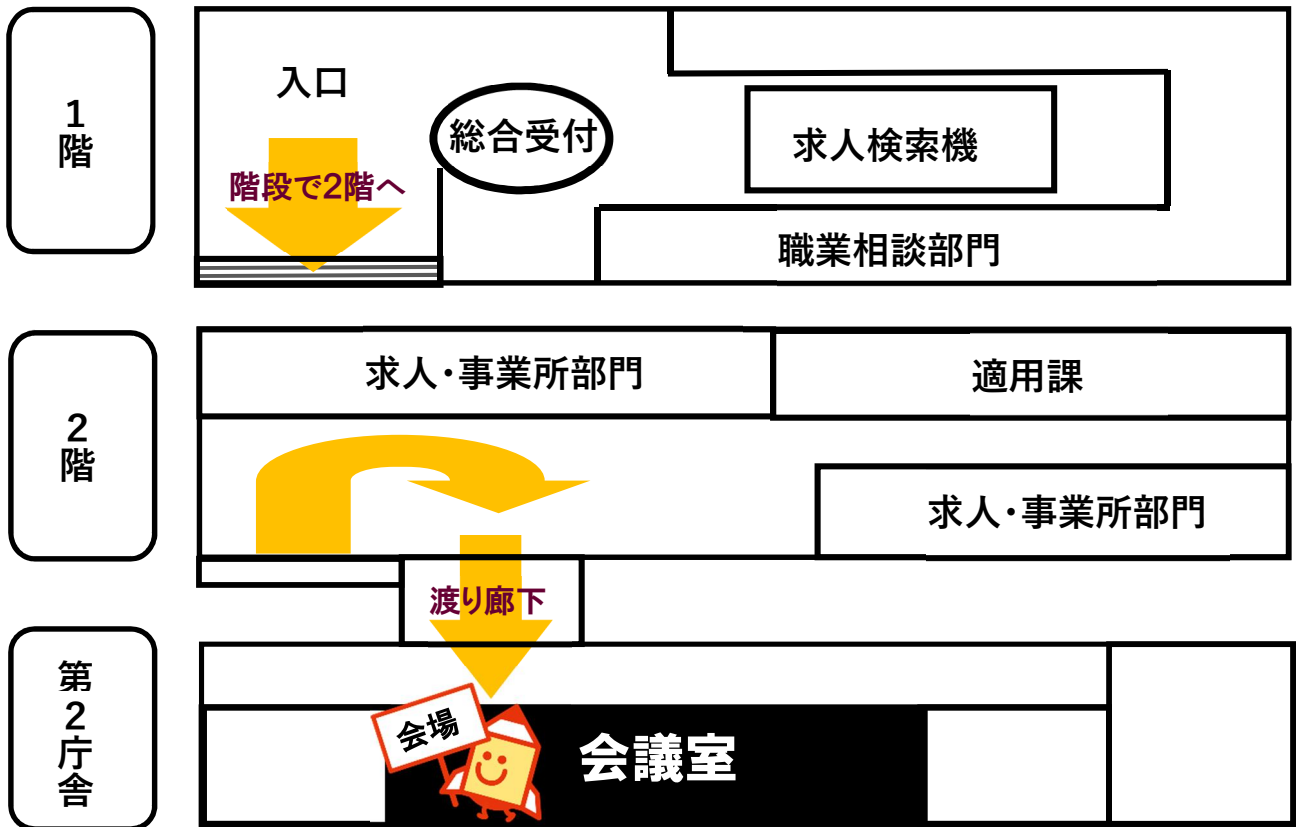 1階
入口
総合受付
求人検索機
階段で2階へ
職業相談部門
2階
求人・事業所部門
適用課
求人・事業所部門
渡り廊下
第2庁舎
会場
会議室